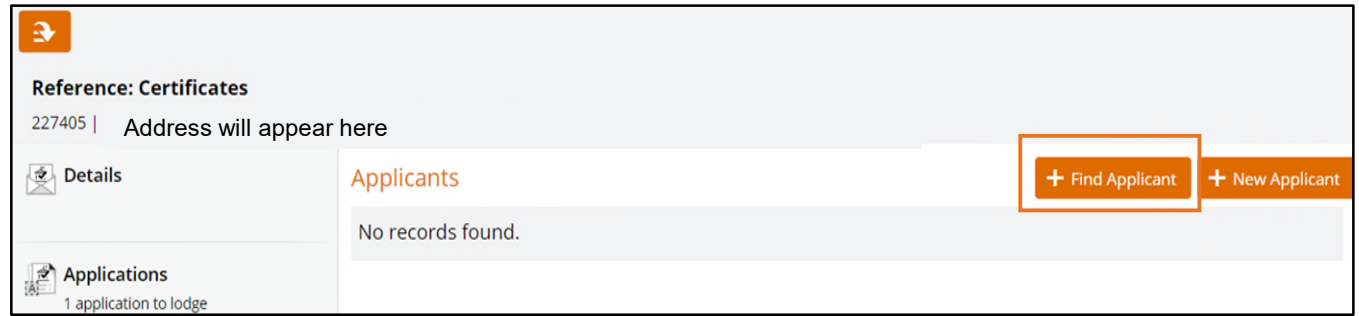 Reference: Certificates
227405 | Address will appear here
Details
Applicants
+ Find Applicant
+ New Applicant
No records found.
Applications
1 application to lodge